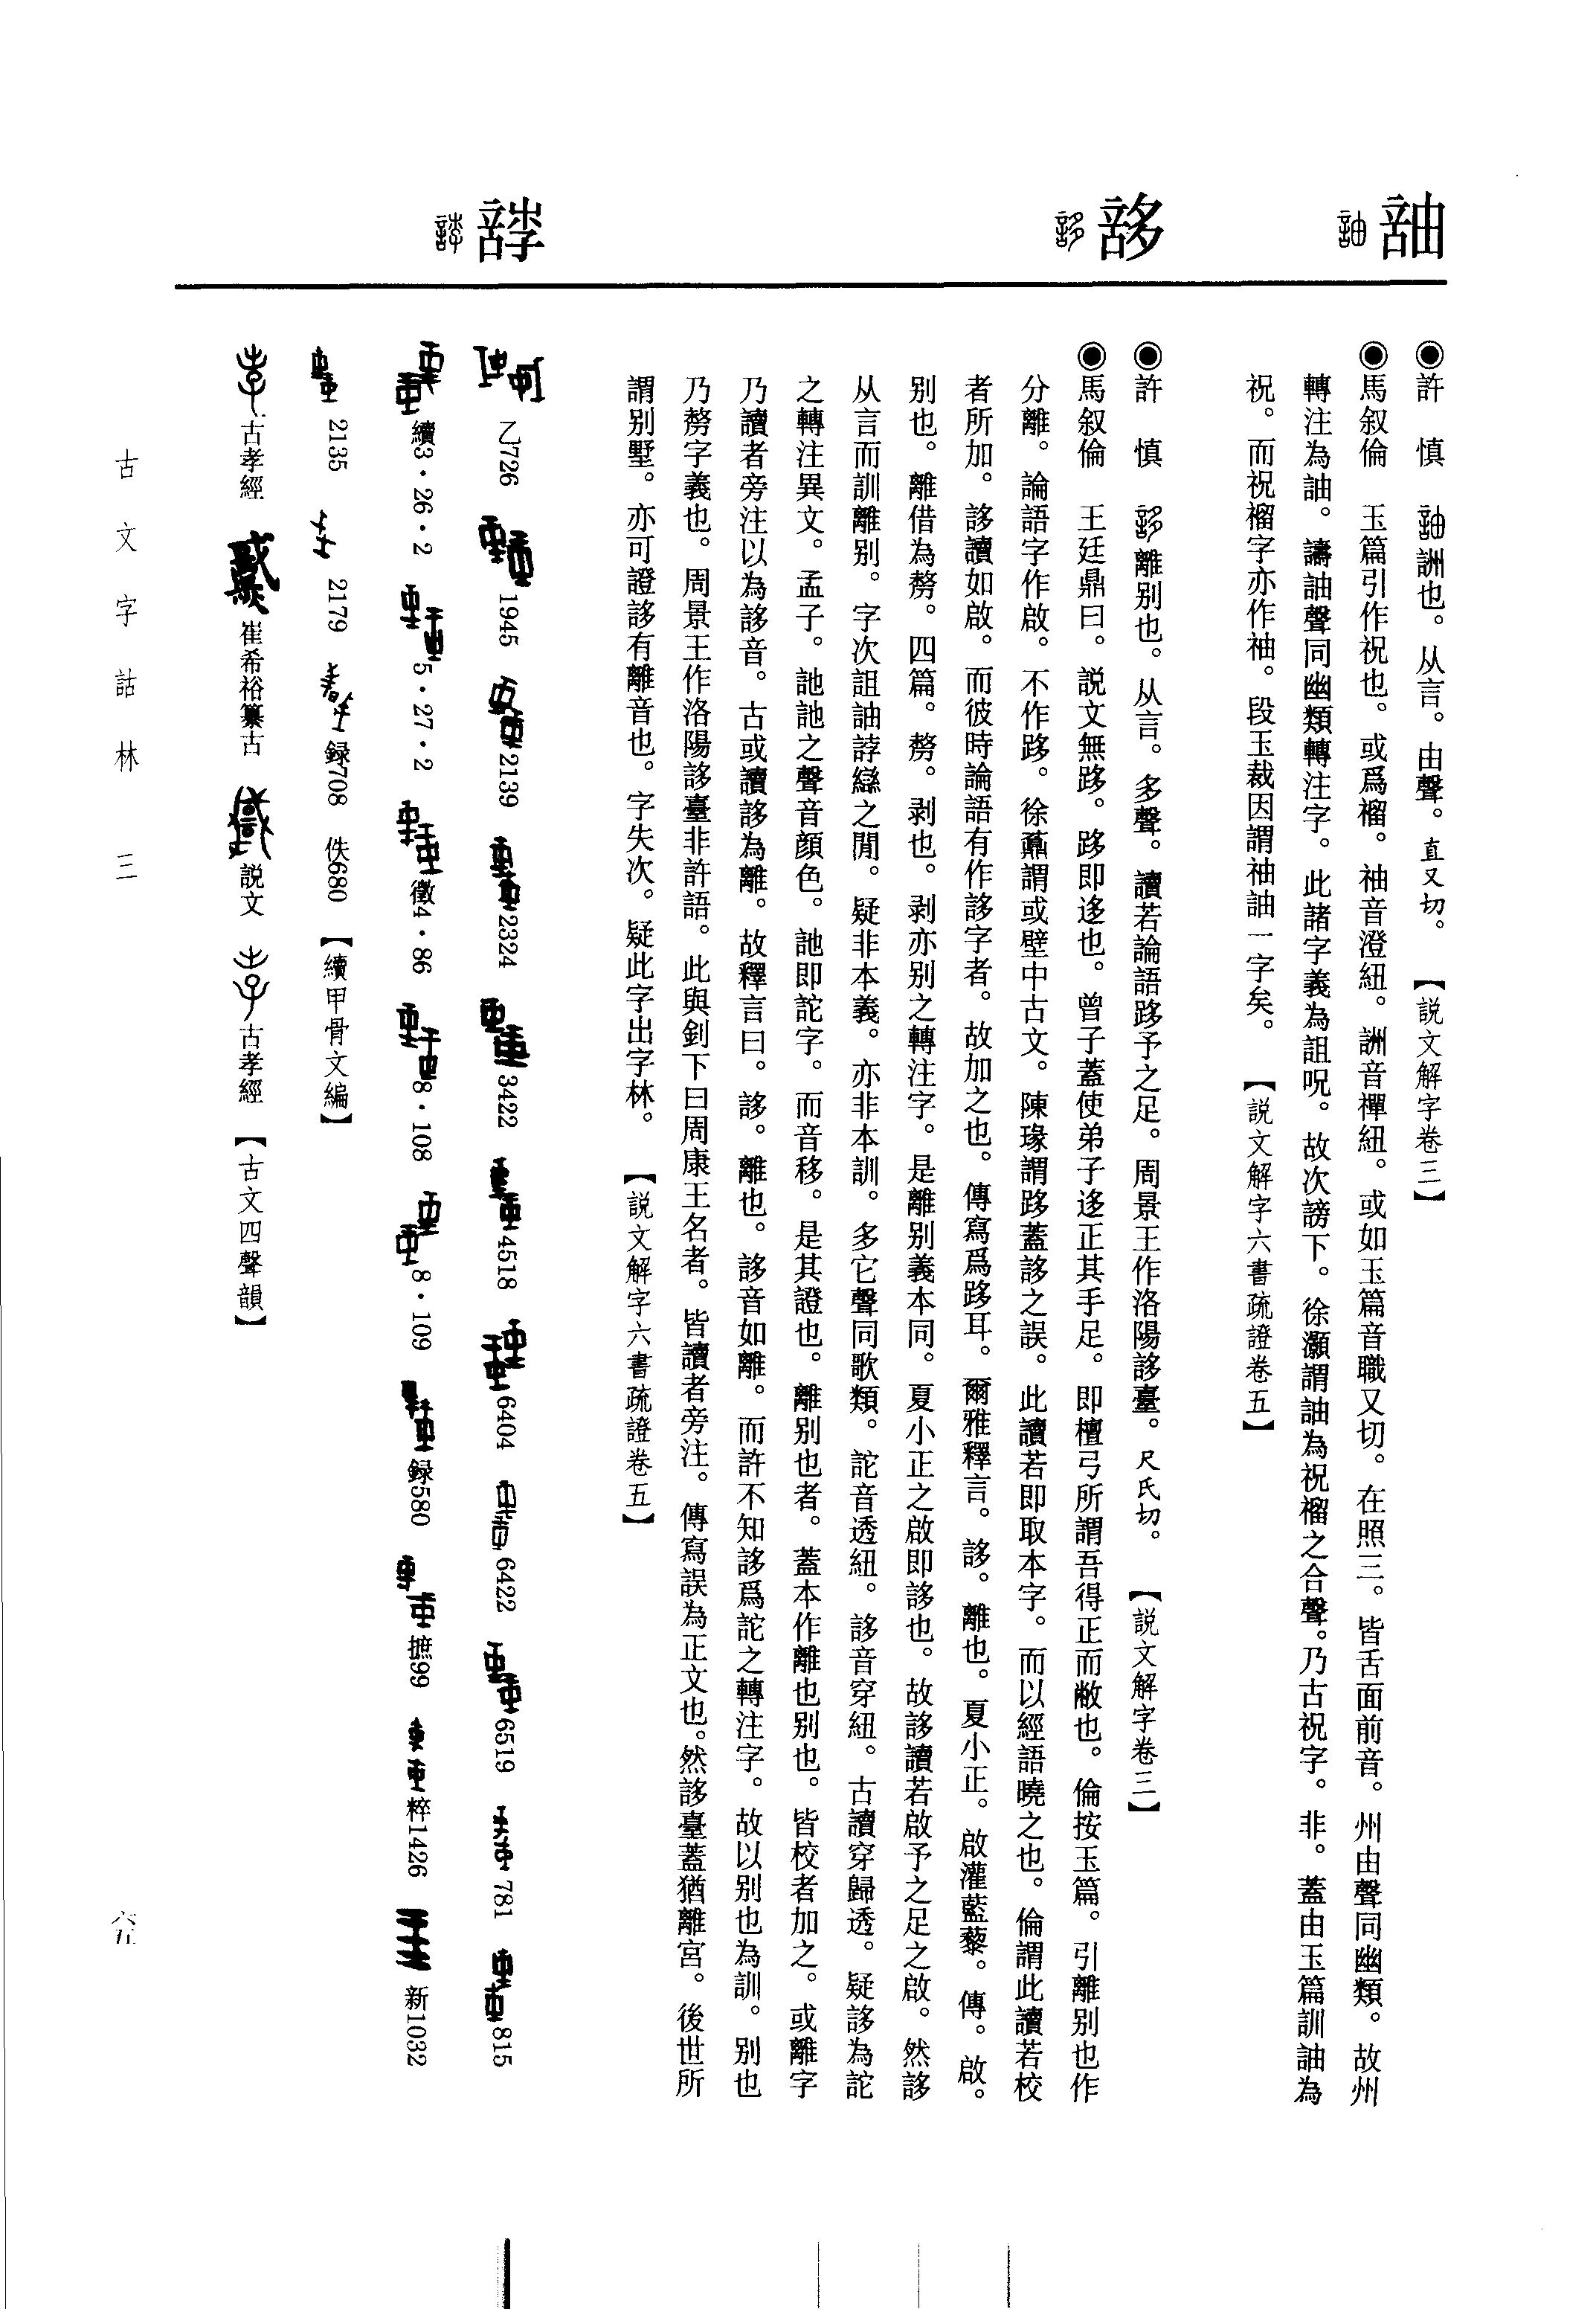 訕
詍
誖
◉許　慎　詶也。从言。由聲。直又切。【説文解字卷三】
◉馬叙倫　玉篇引作祝也。或爲褶。袖音澄紐。詶音禪紐。或如玉篇音職又切。在照三。皆舌面前音。州由聲同幽類。故州
轉注為訕。譸訕聲同幽類轉注字。此諸字義為詛呪。故次謗下。徐灝謂訕為祝褶之合聲。乃古祝字。非。蓋由玉篇訓訕為
祝。而祝褶字亦作袖。段玉裁因謂袖訕一字矣。【説文解字六書疏證卷五】
◉許　慎　離别也。从言。多聲。讀若論語跢予之足。周景王作洛陽誃臺。尺氏切。【説文解字卷三】
◉馬叙倫　王廷鼎曰。説文無跢。跢即迻也。曾子蓋使弟子迻正其手足。即檀弓所謂吾得正而斃也。倫按玉篇。引離别也作
分離。論語字作啟。不作跢。徐鼒謂或壁中古文。陳瑑謂跢蓋誃之誤。此讀若即取本字。而以經語曉之也。倫謂此讀若校
者所加。誃讀如啟。而彼時論語有作誃字者。故加之也。傳寫爲跢耳。爾雅釋言。誃。離也。夏小正。啟灌藍蓼。傳。啟。
别也。離借為剺。四篇。剺。剥也。剥亦别之轉注字。是離别義本同。夏小正之啟即誃也。故誃讀若啟予之足之啟。然誃
从言而訓離别。字次詛訕誖䜌之閒。疑非本義。亦非本訓。多它聲同歌類。詑音透紐。誃音穿紐。古讀穿歸透。疑誃為詑
之轉注異文。孟子。訑訑之聲音顔色。訑即詑字。而音移。是其證也。離别也者。蓋本作離也别也。皆校者加之。或離字
乃讀者旁注以為誃音。古或讀誃為離。故釋言曰。誃。離也。誃音如離。而許不知誃爲詑之轉注字。故以别也為訓。别也
乃剺字義也。周景王作洛陽誃臺非許語。此與釗下曰周康王名者。皆讀者旁注。傳寫誤為正文也。然誃臺蓋猶離宮。後世所
謂别墅。亦可證誃有離音也。字失次。疑此字出字林。【説文解字六書疏證卷五】
乙726　1945　2139　2324　3422　4518　6404　6422　6519　781　815
續3・26・2　5・27・2　徵4・86　8・108　8・109　録580　摭99　粹1426　新1032
2135　2179　録708　佚680　【續甲骨文編】
古孝經　崔希裕纂古　説文　古孝經　【古文四聲韻】
古文字詁林　三
六五